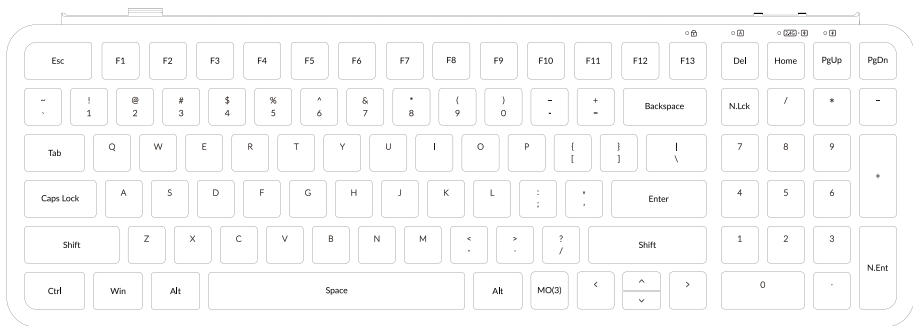 2.4G
Esc F1 F2 F3 F4 F5 F6 F7 F8 F9 F10 F11 F12 F13 Del Home PgUp PgDn
~ ! @ # $ % ^ & * ( ) – + Backspace N.Lck / * –
` 1 2 3 4 5 6 7 8 9 0 - =
Tab Q W E R T Y U I O P { } | 7 8 9 +
[ ] \
Caps Lock A S D F G H J K L : " Enter 4 5 6
; '
Shift Z X C V B N M < > ? Shift 1 2 3 N.Ent
/
Ctrl Win Alt Space Alt MO(3) < ^ > 0 .